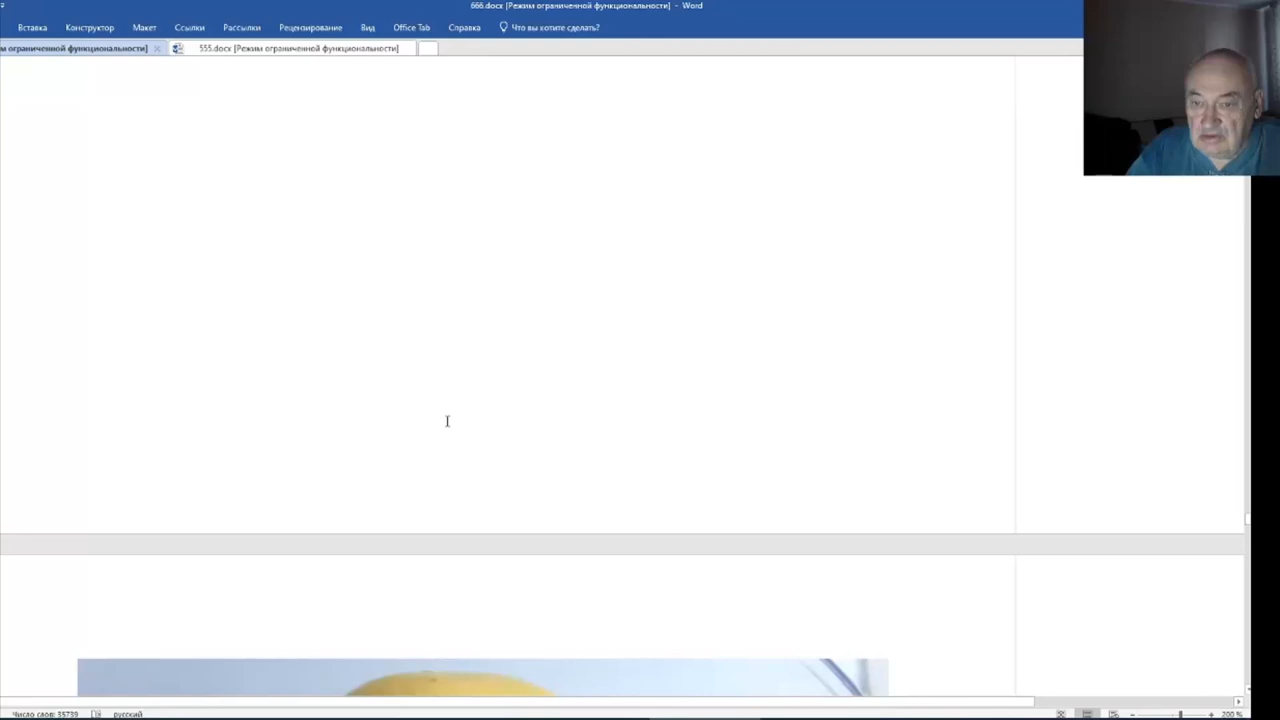 666.docx [Режим ограниченной функциональности] - Word
Вставка Конструктор Макет Ссылки Рассылки Рецензирование Вид Office Tab Справка Что вы хотите сделать?
м ограниченной функциональности] 555.docx [Режим ограниченной функциональности]
Число слов: 35739 русский 200 %